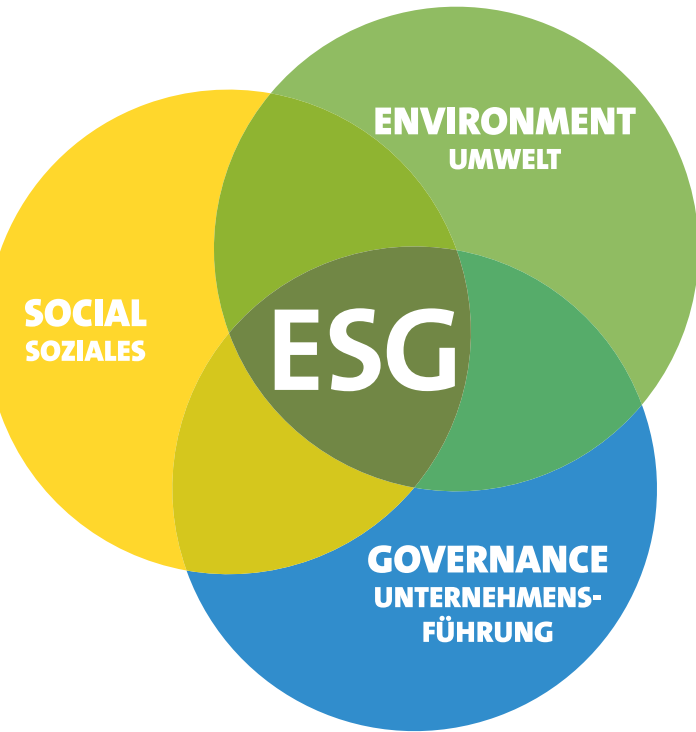 ENVIRONMENT
UMWELT
SOCIAL
SOZIALES
ESG
GOVERNANCE
UNTERNEHMENS-
FÜHRUNG